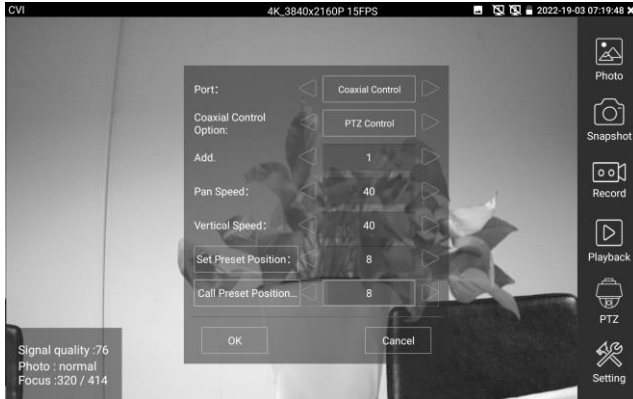 CVI 4K_3840x2160P 15FPS 2022-19-03 07:19:48
Photo
Port: Coaxial Control
Coaxial Control
Option: PTZ Control
Snapshot
Add. 1
Pan Speed: 40
Record
Vertical Speed: 40
Set Preset Position: 8
Playback
Call Preset Position... 8
PTZ
OK Cancel
Signal quality :76
Photo : normal
Focus :320 / 414
Setting